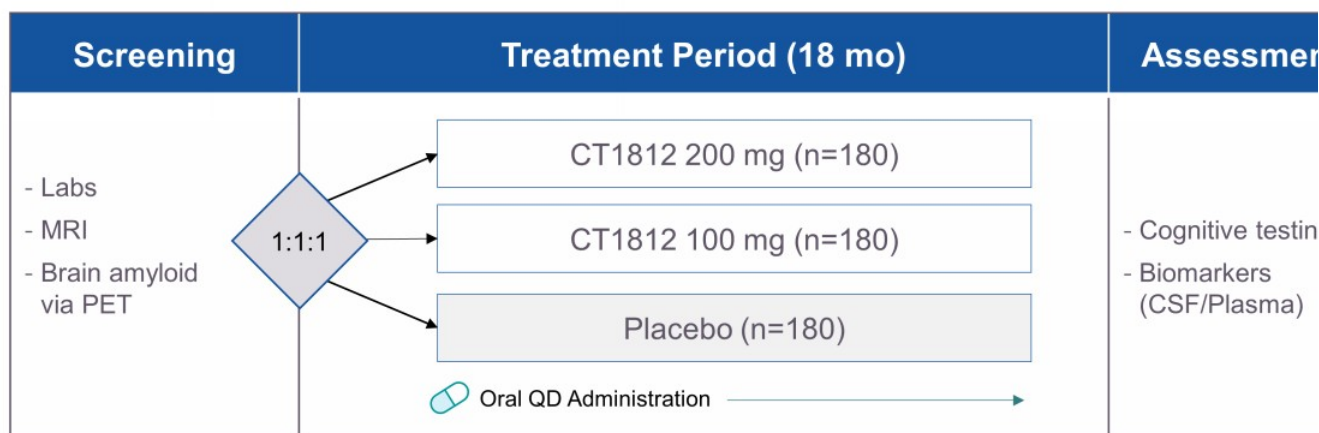 Screening
Treatment Period (18 mo)
- Labs
- MRI
- Brain amyloid
via PET
1:1:1
CT1812 200 mg (n=180)
CT1812 100 mg (n=180)
Placebo (n=180)
Oral QD Administration
- Cognitive
- Biomarkers
(CSF/Plasma)